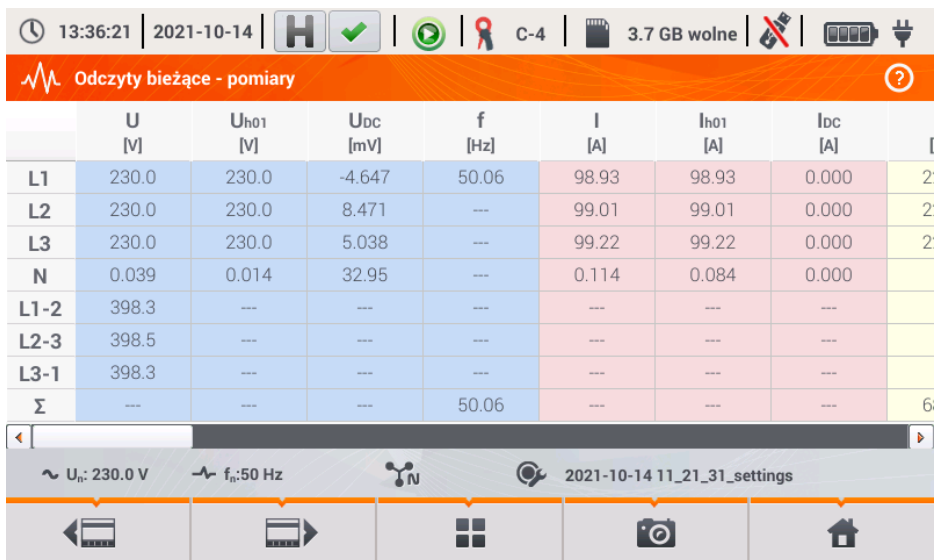 13:36:21 2021-10-14 H C-4 3.7 GB wolne
Odczyty bieżące - pomiary ?
U Uh01 UDC f I Ih01 IDC
[V] [V] [mV] [Hz] [A] [A] [A] [
L1 230.0 230.0 -4.647 50.06 98.93 98.93 0.000 2
L2 230.0 230.0 8.471 --- 99.01 99.01 0.000 2
L3 230.0 230.0 5.038 --- 99.22 99.22 0.000 2
N 0.039 0.014 32.95 --- 0.114 0.084 0.000
L1-2 398.3 --- --- --- --- --- ---
L2-3 398.5 --- --- --- --- --- ---
L3-1 398.3 --- --- --- --- --- ---
Σ --- --- --- 50.06 --- --- --- 6
Un: 230.0 V fn:50 Hz N 2021-10-14 11_21_31_settings